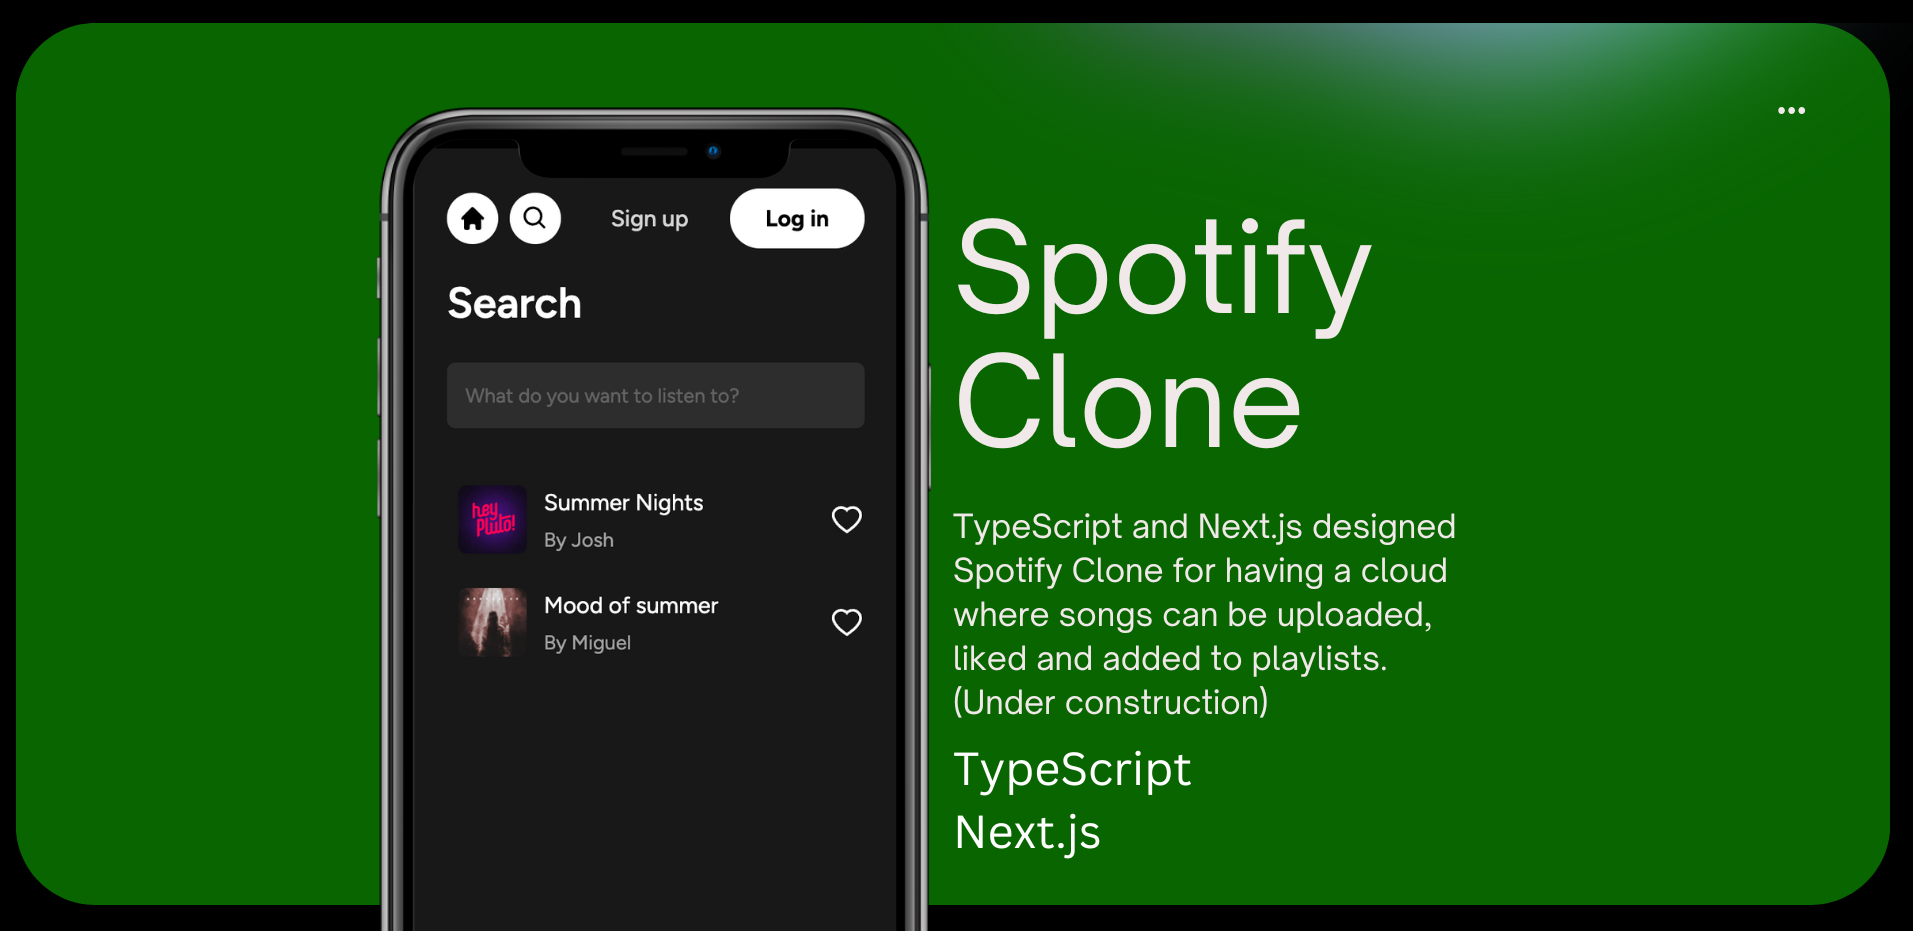 Sign up
Log in
Search
What do you want to listen to?
hey
Pluto!
Summer Nights
By Josh
Mood of summer
By Miguel
Spotify
Clone
TypeScript and Next.js designed
Spotify Clone for having a cloud
where songs can be uploaded,
liked and added to playlists.
(Under construction)
TypeScript
Next.js